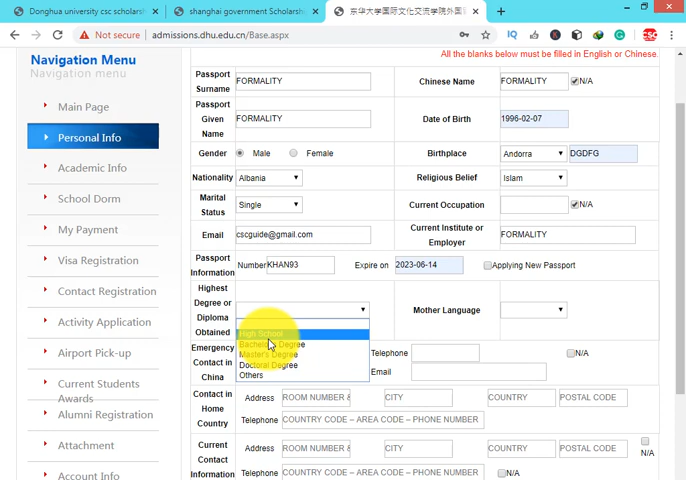 Donghua university csc scholarsh
shanghai government Scholarshi
东华大学国际文化交流学院外国留
Not secure admissions.dhu.edu.cn/Base.aspx
Navigation Menu
Navigation menu
Main Page
Personal Info
Academic Info
School Dorm
My Payment
Visa Registration
Contact Registration
Activity Application
Airport Pick-up
Current Students
Awards
Alumni Registration
Attachment
Account Info
All the blanks below must be filled in English or Chinese.
Passport Surname FORMALITY Chinese Name FORMALITY N/A
Passport Given Name FORMALITY Date of Birth 1996-02-07
Gender Male Female Birthplace Andorra DGDFG
Nationality Albania Religious Belief Islam
Marital Status Single Current Occupation N/A
Email cscguide@gmail.com Current Institute or Employer FORMALITY
Passport Information Number KHAN93 Expire on 2023-06-14 Applying New Passport
Highest Degree or Diploma Obtained Mother Language
High School
Bachelor's Degree
Master's Degree
Doctoral Degree
Others
Emergency Contact in China Telephone N/A
Email
Contact in Home Country Address ROOM NUMBER & CITY COUNTRY POSTAL CODE
Telephone COUNTRY CODE – AREA CODE – PHONE NUMBER
Current Contact Information Address ROOM NUMBER & CITY COUNTRY POSTAL CODE N/A
Telephone COUNTRY CODE – AREA CODE – PHONE NUMBER N/A